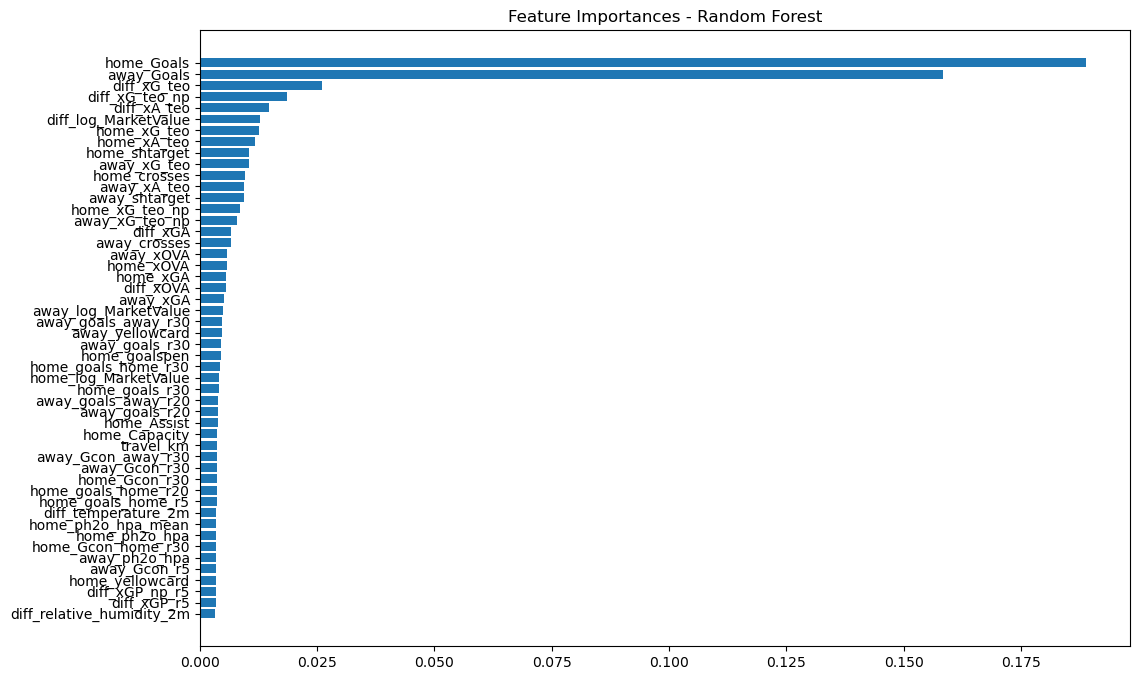 Feature Importances - Random Forest
home_Goals
away_Goals
diff_xG_teo
diff_xG_teo_np
diff_xA_teo
diff_log_MarketValue
home_xG_teo
home_xA_teo
home_shtarget
away_xG_teo
home_crosses
away_xA_teo
away_shtarget
home_xG_teo_np
away_xG_teo_np
diff_xGA
away_crosses
away_xOVA
home_xOVA
home_xGA
diff_xOVA
away_xGA
away_log_MarketValue
away_goals_away_r30
away_yellowcard
away_goals_r30
home_goalspen
home_goals_home_r30
home_log_MarketValue
home_goals_r30
away_goals_away_r20
away_goals_r20
home_Assist
home_Capacity
travel_km
away_Gcon_away_r30
away_Gcon_r30
home_Gcon_r30
home_goals_home_r20
home_goals_home_r5
diff_temperature_2m
home_ph2o_hpa_mean
home_ph2o_hpa
home_Gcon_home_r30
away_ph2o_hpa
away_Gcon_r5
home_yellowcard
diff_xGP_np_r5
diff_xGP_r5
diff_relative_humidity_2m
0.000 0.025 0.050 0.075 0.100 0.125 0.150 0.175